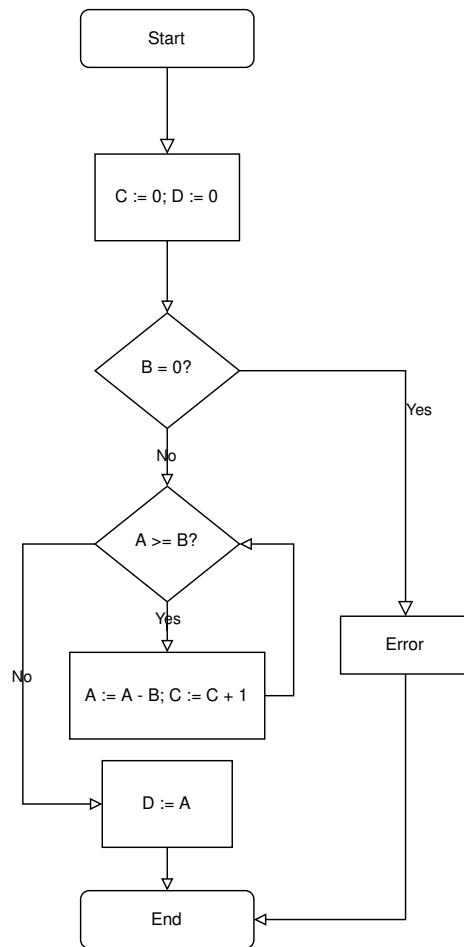 Start
C := 0; D := 0
B = 0?
Yes
No
A >= B?
Yes
Error
No
A := A - B; C := C + 1
D := A
End